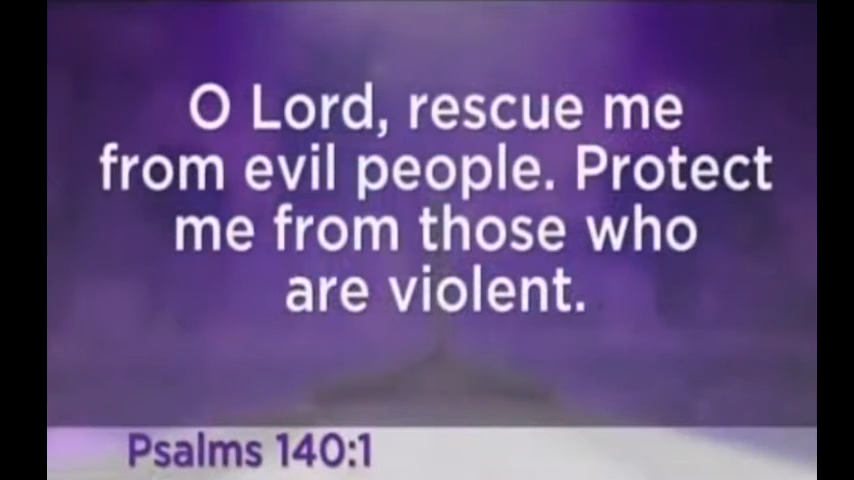 O Lord, rescue me
from evil people. Protect
me from those who
are violent.
Psalms 140:1